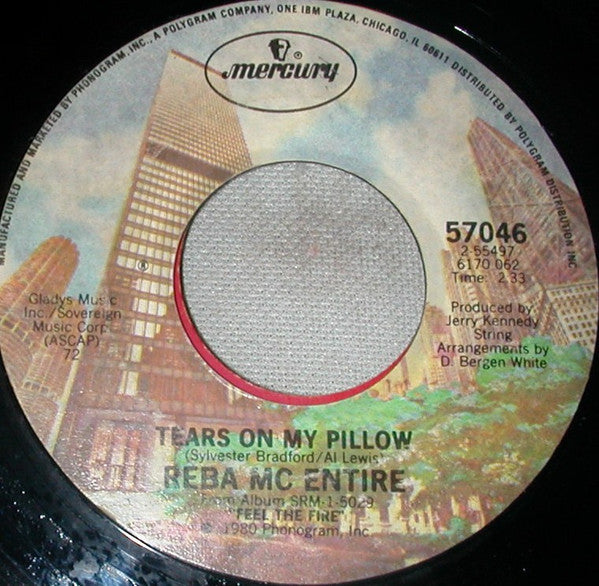 MANUFACTURED AND MARKETED BY PHONOGRAM, INC., A POLYGRAM COMPANY, ONE IBM PLAZA, CHICAGO, IL 60611 DISTRIBUTED BY POLYGRAM DISTRIBUTION INC
®
mercury
57046
2-55497
6170 062
Time: 2:33
Gladys Music
Inc./Sovereign
Music Corp.
(ASCAP)
72
Produced by
Jerry Kennedy
String
Arrangements by
D. Bergen White
TEARS ON MY PILLOW
(Sylvester Bradford/Al Lewis)
REBA MC ENTIRE
From Album SRM-1-5029
"FEEL THE FIRE"
© 1980 Phonogram, Inc.